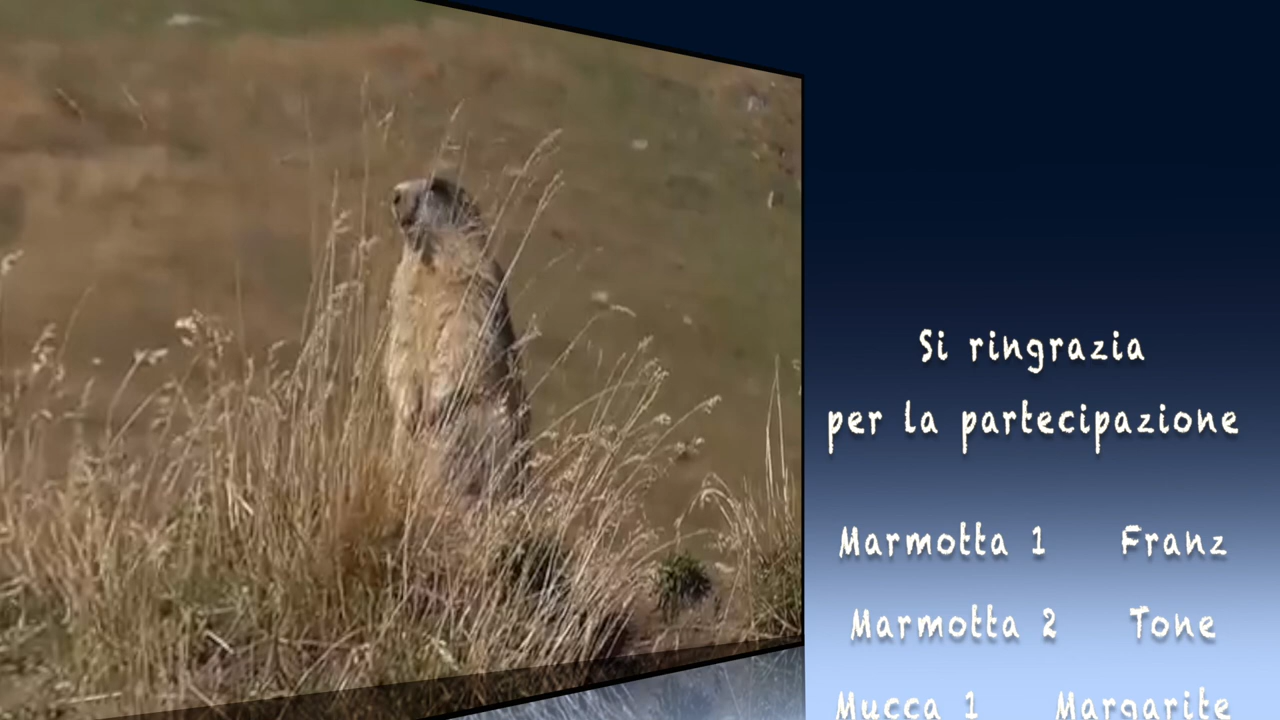 Si ringrazia
per la partecipazione
Marmotta 1 Franz
Marmotta 2 Tone
Mucca 1 Margarite